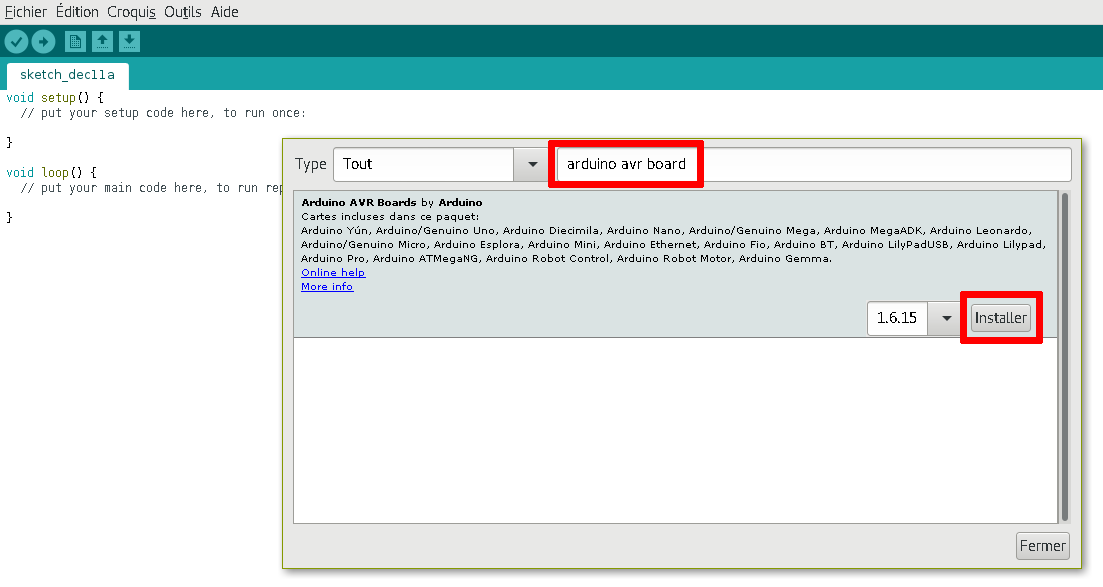 Fichier Édition Croquis Outils Aide
sketch_dec11a
void setup() {
// put your setup code here, to run once:
}
void loop() {
// put your main code here, to run rep
}
Type Tout arduino avr board
Arduino AVR Boards by Arduino
Cartes incluses dans ce paquet:
Arduino Yún, Arduino/Genuino Uno, Arduino Diecimila, Arduino Nano, Arduino/Genuino Mega, Arduino MegaADK, Arduino Leonardo,
Arduino/Genuino Micro, Arduino Esplora, Arduino Mini, Arduino Ethernet, Arduino Fio, Arduino BT, Arduino LilyPadUSB, Arduino Lilypad,
Arduino Pro, Arduino ATMegaNG, Arduino Robot Control, Arduino Robot Motor, Arduino Gemma.
Online help
More info
1.6.15 Installer
Fermer